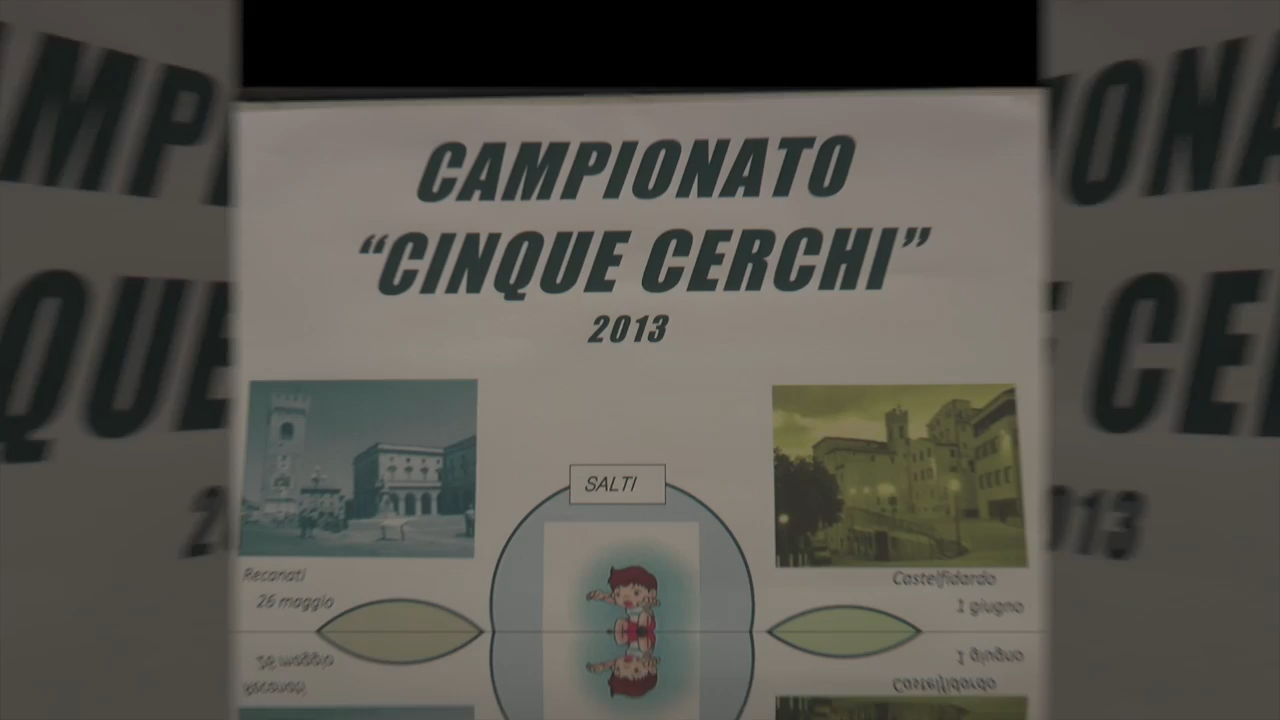 CAMPIONATO
“CINQUE CERCHI”
2013
SALTI
Recanati
26 maggio
Castelfidardo
1 giugno